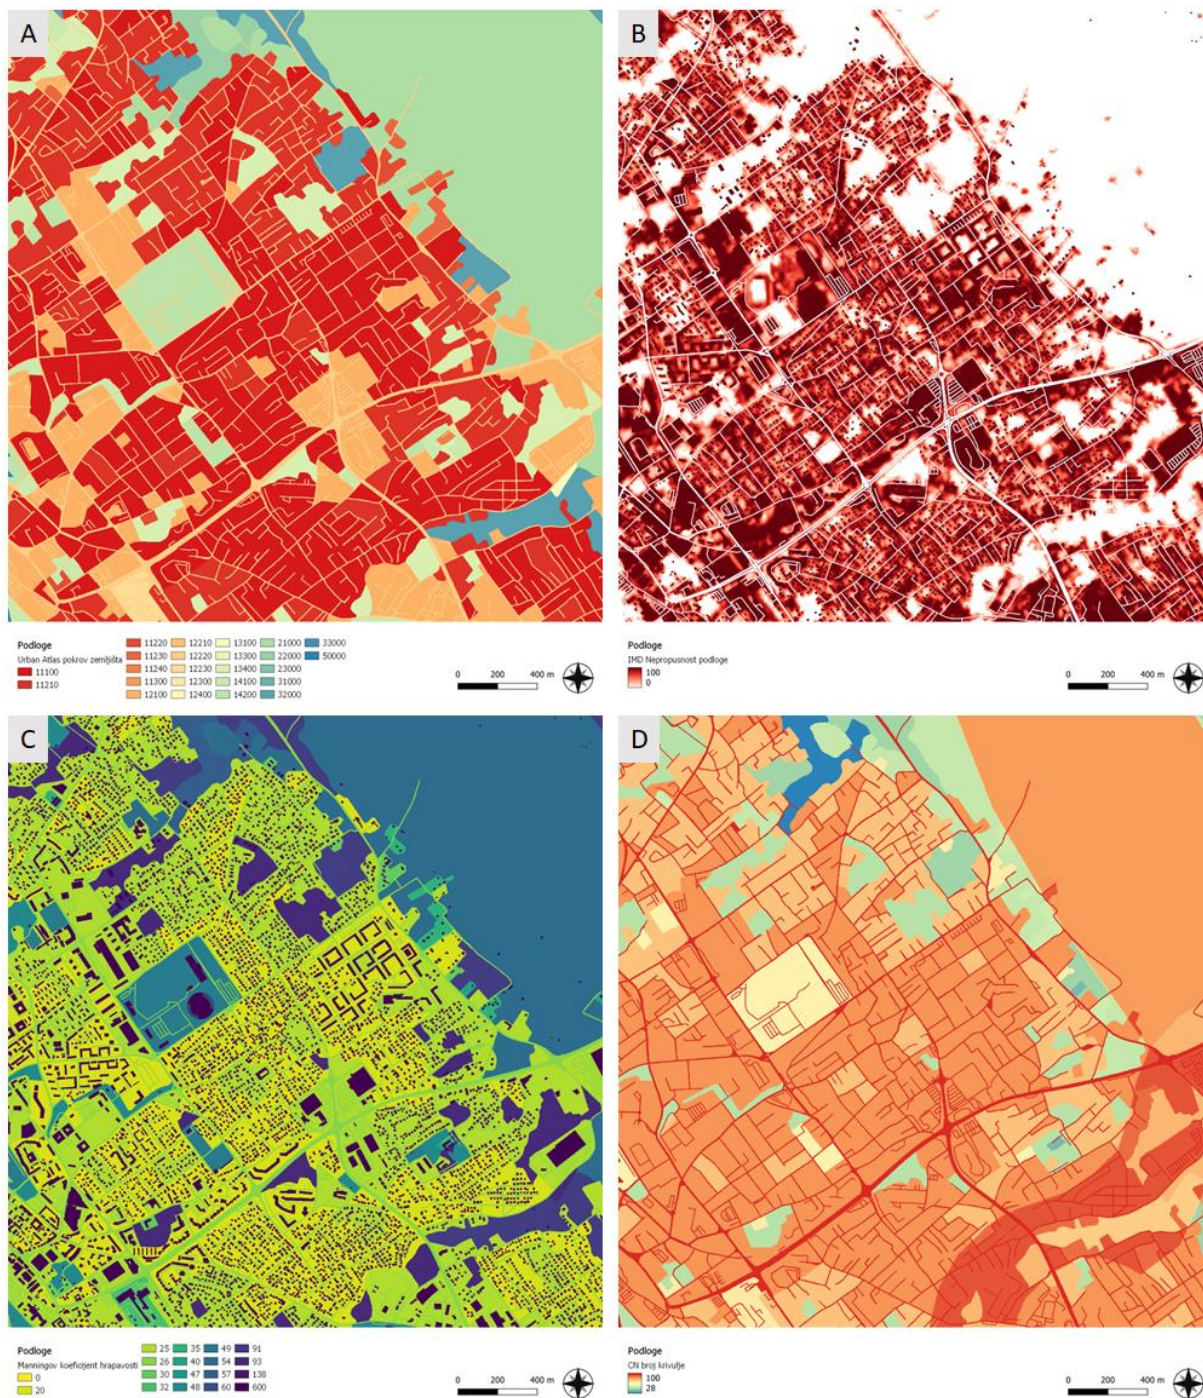 A
B
Podloge
Urban Atlas pokrov zemljišta
11100
11210
11220 12210 13100 21000 33000
11230 12220 13300 22000 50000
11240 12230 13400 23000
11300 12300 14100 31000
12100 12400 14200 32000
0 200 400 m
Podloge
IMD Nepropusnost podloge
100
0
0 200 400 m
C
D
Podloge
Manningov koeficijent hrapavosti
0
20
25 35 49 91
26 40 54 93
30 47 57 138
32 48 60 600
0 200 400 m
Podloge
CN broj krivulje
100
28
0 200 400 m